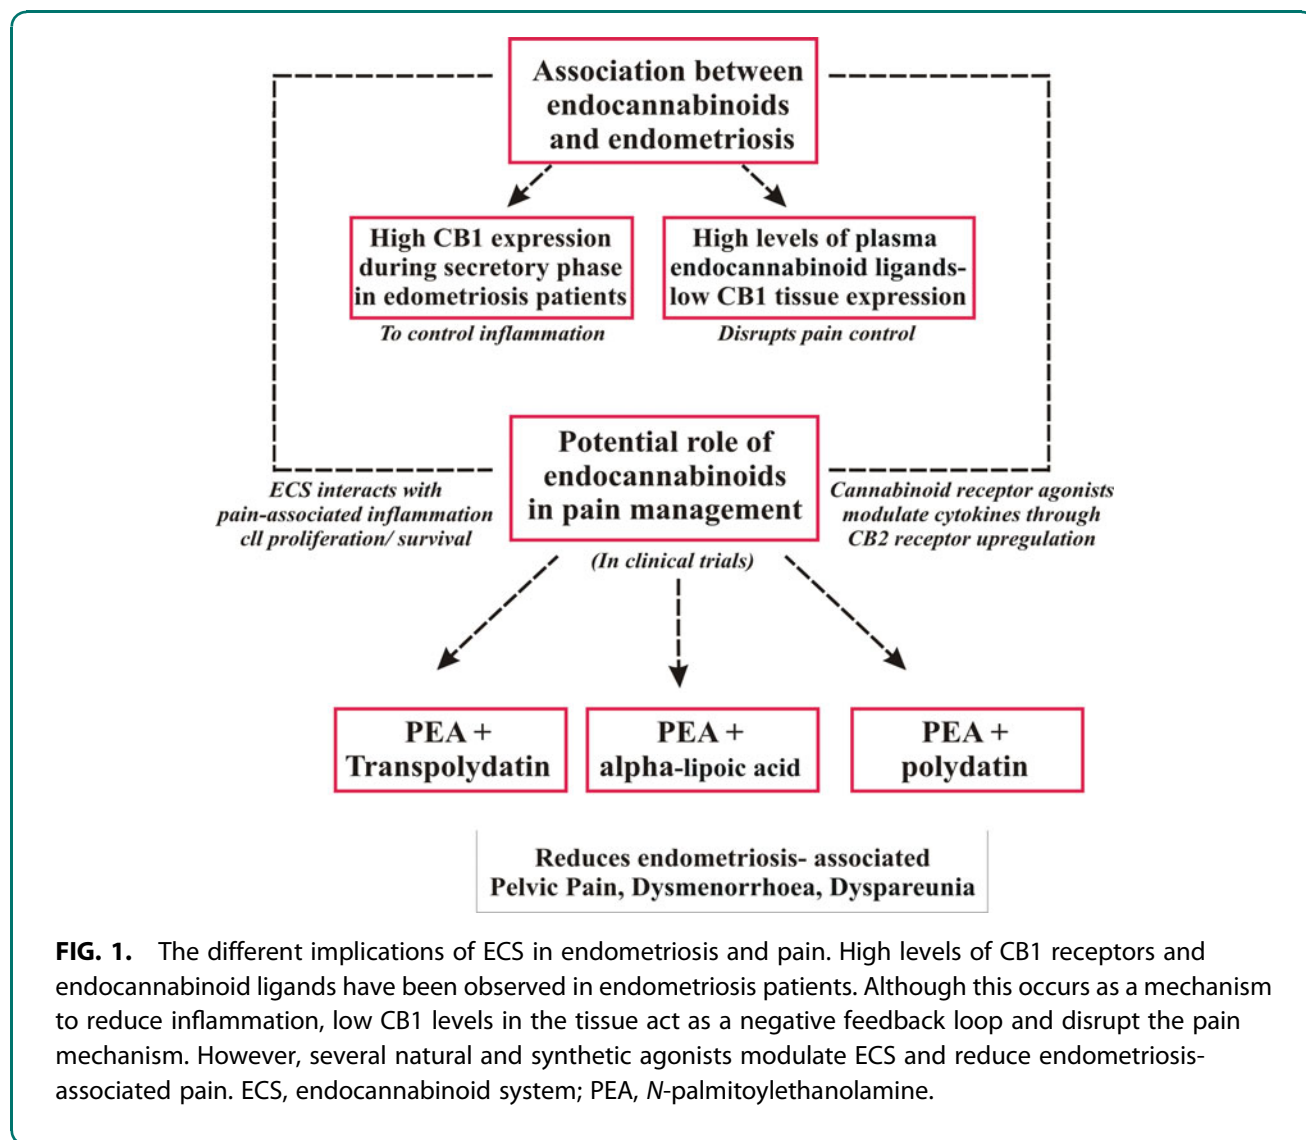 Association between
endocannabinoids
and endometriosis
High CB1 expression
during secretory phase
in edometriosis patients
To control inflammation
High levels of plasma
endocannabinoid ligands-
low CB1 tissue expression
Disrupts pain control
Potential role of
endocannabinoids
in pain management
(In clinical trials)
ECS interacts with
pain-associated inflammation
cll proliferation/ survival
Cannabinoid receptor agonists
modulate cytokines through
CB2 receptor upregulation
PEA +
Transpolydatin
PEA +
alpha-lipoic acid
PEA +
polydatin
Reduces endometriosis- associated
Pelvic Pain, Dysmenorrhoea, Dyspareunia
FIG. 1. The different implications of ECS in endometriosis and pain. High levels of CB1 receptors and
endocannabinoid ligands have been observed in endometriosis patients. Although this occurs as a mechanism
to reduce inflammation, low CB1 levels in the tissue act as a negative feedback loop and disrupt the pain
mechanism. However, several natural and synthetic agonists modulate ECS and reduce endometriosis-
associated pain. ECS, endocannabinoid system; PEA, N-palmitoylethanolamine.